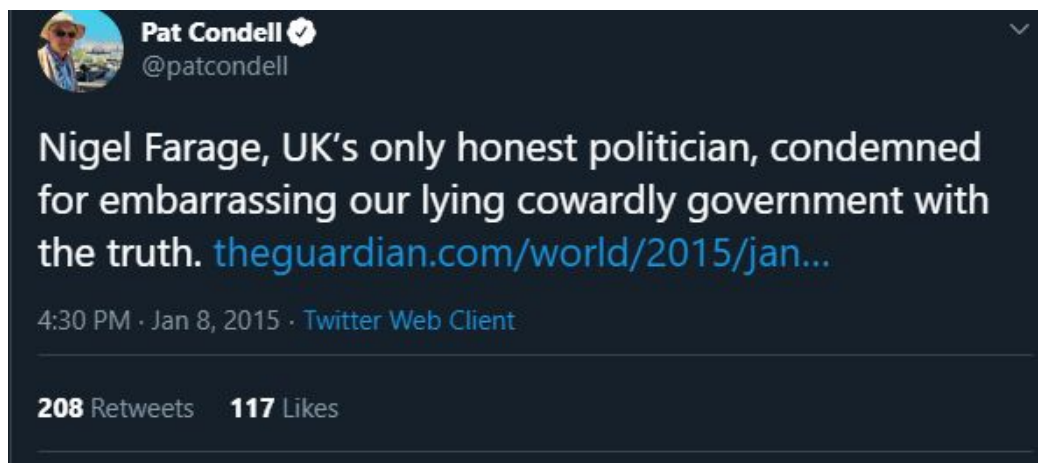 Pat Condell
@patcondell
Nigel Farage, UK‘s only honest politician, condemned
for embarrassing our lying cowardly government with
the truth. theguardian.com/world/2015/jan...
4:30 PM · Jan 8, 2015 · Twitter Web Client
208 Retweets 117 Likes